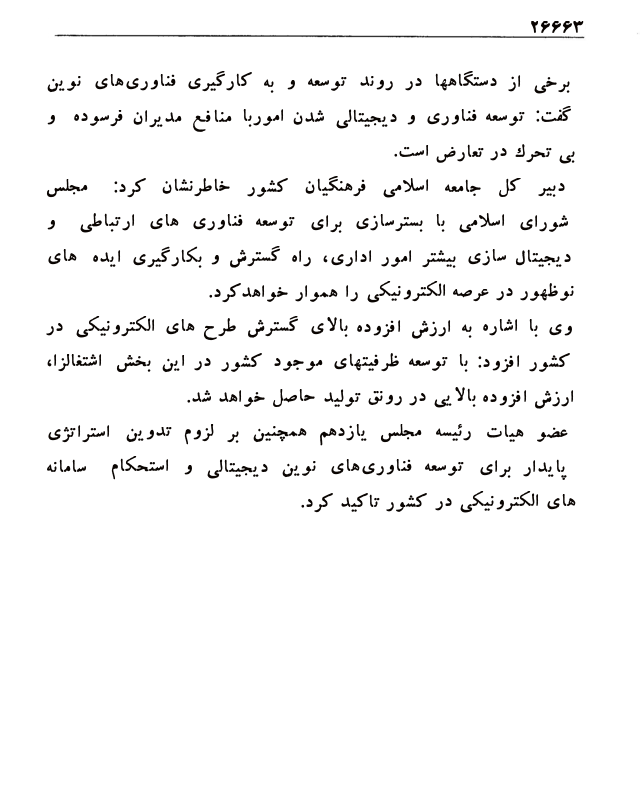 ۲۶۶۶۳
برخی از دستگاهها در روند توسعه و به کارگیری فناوری‌های نوین
گفت: توسعه فناوری و دیجیتالی شدن اموربا منافع مدیران فرسوده و
بی تحرك در تعارض است.
دبیر کل جامعه اسلامی فرهنگیان کشور خاطرنشان کرد: مجلس
شورای اسلامی با بسترسازی برای توسعه فناوری های ارتباطی و
دیجیتال سازی بیشتر امور اداری، راه گسترش و بکارگیری ایده های
نوظهور در عرصه الکترونیکی را هموار خواهدکرد.
وی با اشاره به ارزش افزوده بالای گسترش طرح های الکترونیکی در
کشور افزود: با توسعه ظرفیتهای موجود کشور در این بخش اشتغالزا،
ارزش افزوده بالایی در رونق تولید حاصل خواهد شد.
عضو هیات رئیسه مجلس یازدهم همچنین بر لزوم تدوین استراتژی
پایدار برای توسعه فناوری‌های نوین دیجیتالی و استحکام سامانه
های الکترونیکی در کشور تاکید کرد.